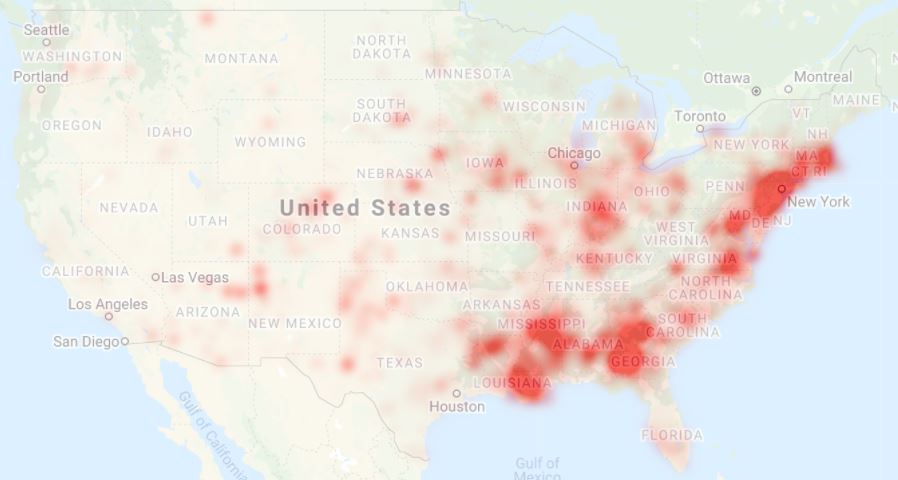 Seattle
WASHINGTON
Portland
OREGON
IDAHO
MONTANA
NORTH
DAKOTA
MINNESOTA
SOUTH
DAKOTA
WISCONSIN
MICHIGAN
Ottawa
Montreal
MAINE
Toronto
VT
NH
NEW YORK
MA
CT RI
WYOMING
Chicago
IOWA
NEBRASKA
ILLINOIS
INDIANA
OHIO
PENN
New York
NEVADA
UTAH
United States
COLORADO
KANSAS
MISSOURI
WEST
VIRGINIA
MD
DE
NJ
KENTUCKY
VIRGINIA
CALIFORNIA
Las Vegas
Los Angeles
ARIZONA
NEW MEXICO
OKLAHOMA
ARKANSAS
TENNESSEE
NORTH
CAROLINA
SOUTH
CAROLINA
MISSISSIPPI
ALABAMA
GEORGIA
San Diego
TEXAS
LOUISIANA
Houston
FLORIDA
Gulf of
California
Gulf of
Mexico